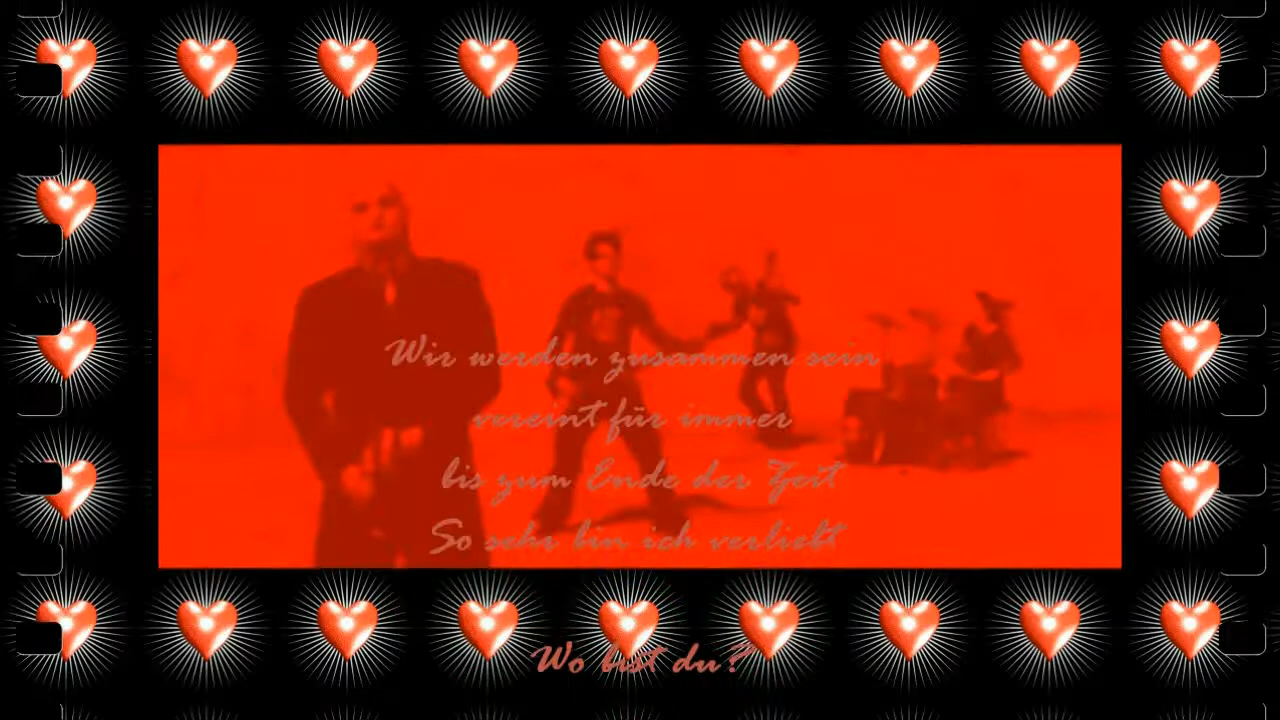 Wir werden zusammen sein
vereint für immer
bis zum Ende der Zeit
So sehr bin ich verliebt
Wo bist du?